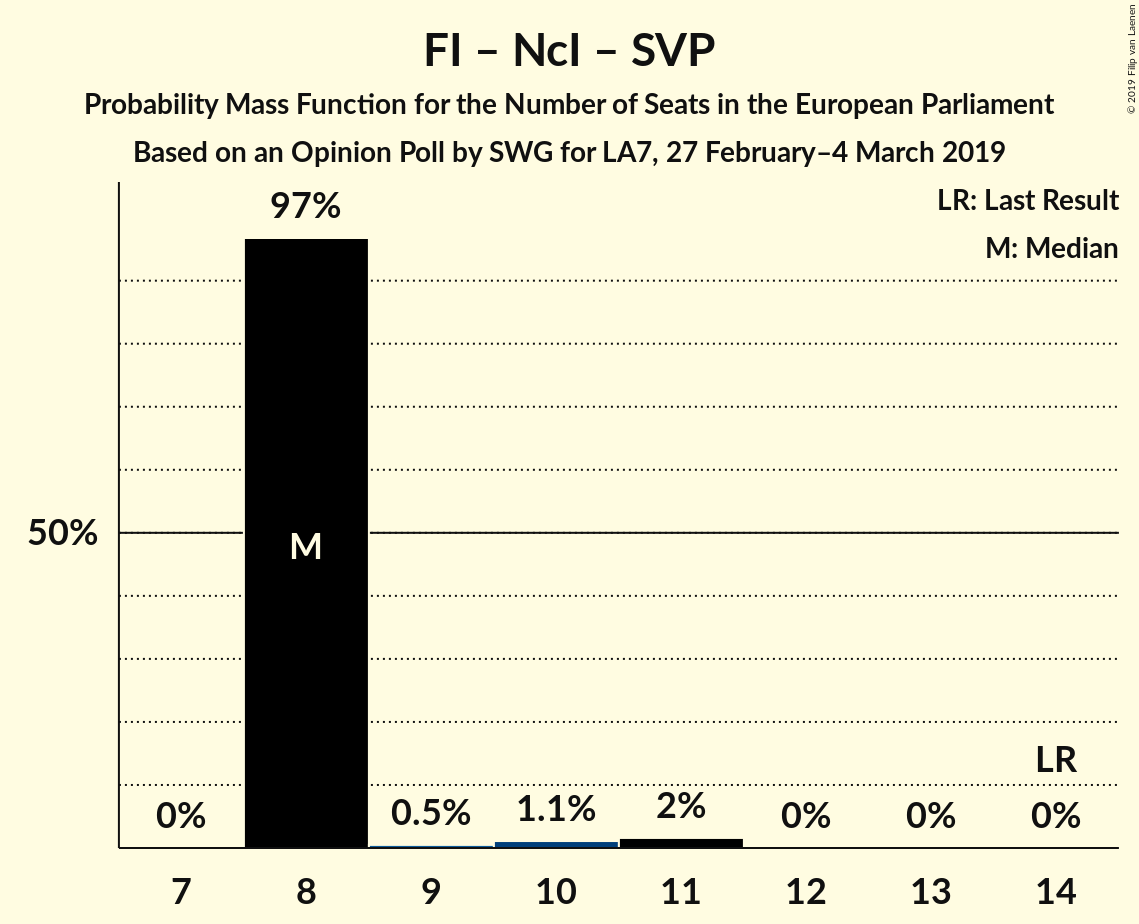 FI – NcI – SVP
Probability Mass Function for the Number of Seats in the European Parliament
Based on an Opinion Poll by SWG for LA7, 27 February–4 March 2019
© 2019 Filip van Laenen
LR: Last Result
M: Median
97%
50%
M
LR
0%
0.5%
1.1%
2%
0%
0%
0%
7 8 9 10 11 12 13 14